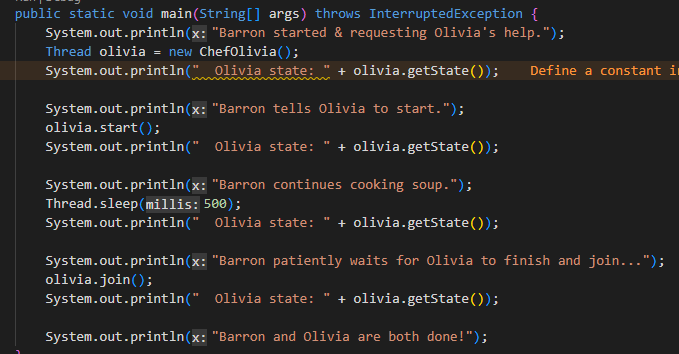 public static void main(String[] args) throws InterruptedException {
System.out.println(x: "Barron started & requesting Olivia's help.");
Thread olivia = new ChefOlivia();
System.out.println("  Olivia state: " + olivia.getState()); Define a constant
System.out.println(x: "Barron tells Olivia to start.");
olivia.start();
System.out.println("  Olivia state: " + olivia.getState());
System.out.println(x: "Barron continues cooking soup.");
Thread.sleep(millis: 500);
System.out.println("  Olivia state: " + olivia.getState());
System.out.println(x: "Barron patiently waits for Olivia to finish and join...");
olivia.join();
System.out.println("  Olivia state: " + olivia.getState());
System.out.println(x: "Barron and Olivia are both done!");
}